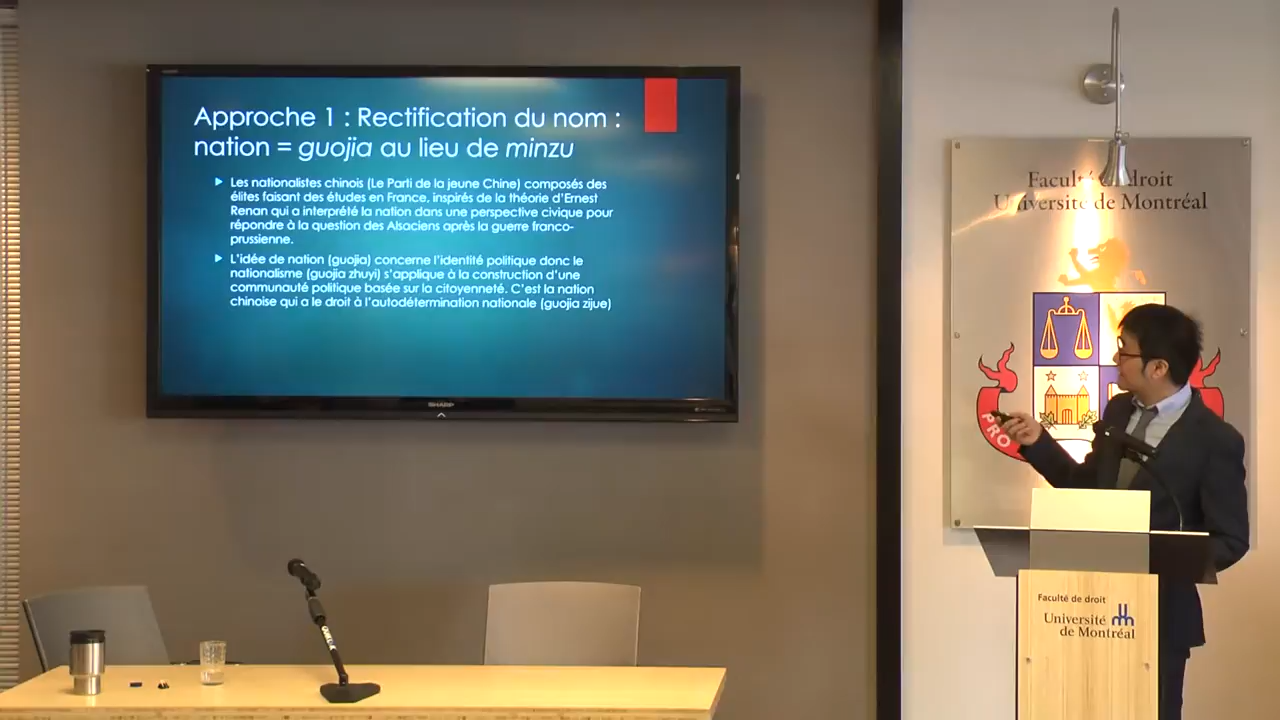 Approche 1 : Rectification du nom :
nation = guojia au lieu de minzu
Les nationalistes chinois (Le Parti de la jeune Chine) composés des
élites faisant des études en France, inspirés de la théorie d'Ernest
Renan qui a interprété la nation dans une perspective civique pour
répondre à la question des Alsaciens après la guerre franco-
prussienne.
L'idée de nation (guojia) concerne l'identité politique donc le
nationalisme (guojia zhuyi) s'applique à la construction d'une
communauté politique basée sur la citoyenneté. C'est la nation
chinoise qui a le droit à l'autodétermination nationale (guojia zijue)
SHARP
Faculté de droit
Université de Montréal
PRO
Faculté de droit
Université
de Montréal